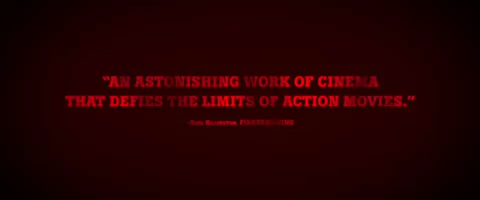 "AN ASTONISHING WORK OF CINEMA
THAT DEFIES THE LIMITS OF ACTION MOVIES."